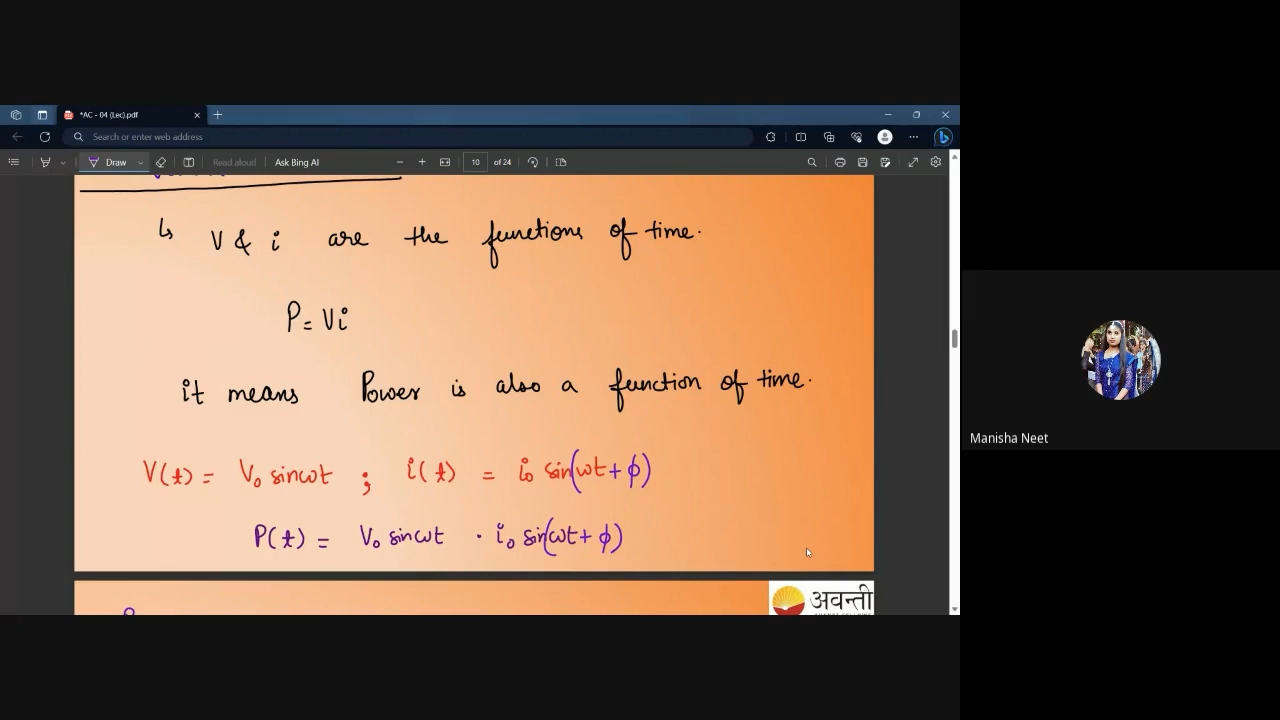 *AC - 04 (Lec).pdf
Search or enter web address
Draw
Read aloud
Ask Bing AI
10 of 24
↳ V & i are the functions of time.
P = Vi
it means Power is also a function of time.
V(t) = V₀ sinωt ; i(t) = i₀ sin(ωt + ϕ)
P(t) = V₀ sinωt · i₀ sin(ωt + ϕ)
अवन्ती
Manisha Neet